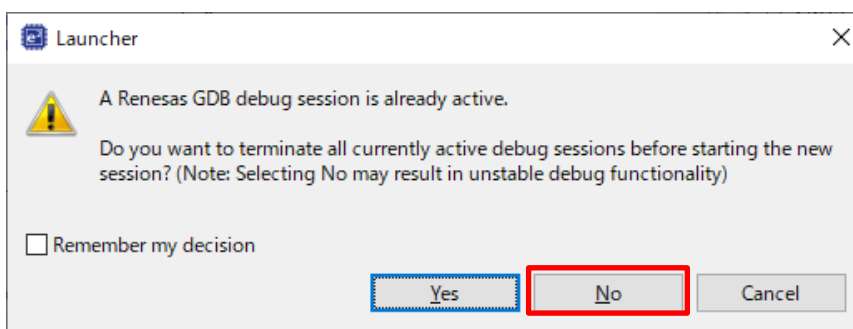 Launcher
A Renesas GDB debug session is already active.
Do you want to terminate all currently active debug sessions before starting the new
session? (Note: Selecting No may result in unstable debug functionality)
Remember my decision
Yes
No
Cancel